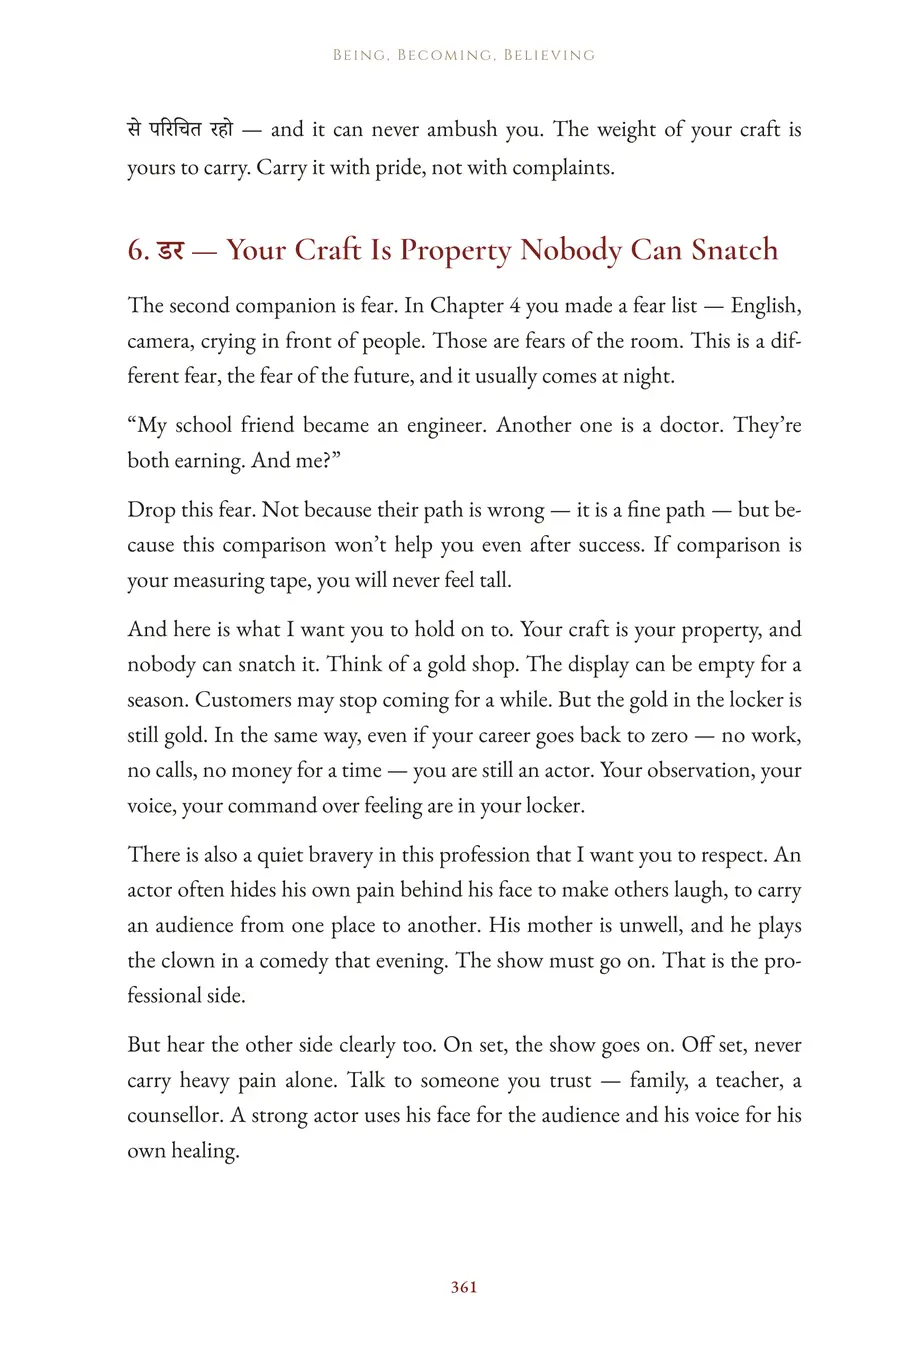 Being, Becoming, Believing
से परिचित रहो — and it can never ambush you. The weight of your craft is
yours to carry. Carry it with pride, not with complaints.
6. डर — Your Craft Is Property Nobody Can Snatch
The second companion is fear. In Chapter 4 you made a fear list — English,
camera, crying in front of people. Those are fears of the room. This is a dif-
ferent fear, the fear of the future, and it usually comes at night.
“My school friend became an engineer. Another one is a doctor. They’re
both earning. And me?”
Drop this fear. Not because their path is wrong — it is a fine path — but be-
cause this comparison won’t help you even after success. If comparison is
your measuring tape, you will never feel tall.
And here is what I want you to hold on to. Your craft is your property, and
nobody can snatch it. Think of a gold shop. The display can be empty for a
season. Customers may stop coming for a while. But the gold in the locker is
still gold. In the same way, even if your career goes back to zero — no work,
no calls, no money for a time — you are still an actor. Your observation, your
voice, your command over feeling are in your locker.
There is also a quiet bravery in this profession that I want you to respect. An
actor often hides his own pain behind his face to make others laugh, to carry
an audience from one place to another. His mother is unwell, and he plays
the clown in a comedy that evening. The show must go on. That is the pro-
fessional side.
But hear the other side clearly too. On set, the show goes on. Off set, never
carry heavy pain alone. Talk to someone you trust — family, a teacher, a
counsellor. A strong actor uses his face for the audience and his voice for his
own healing.
361